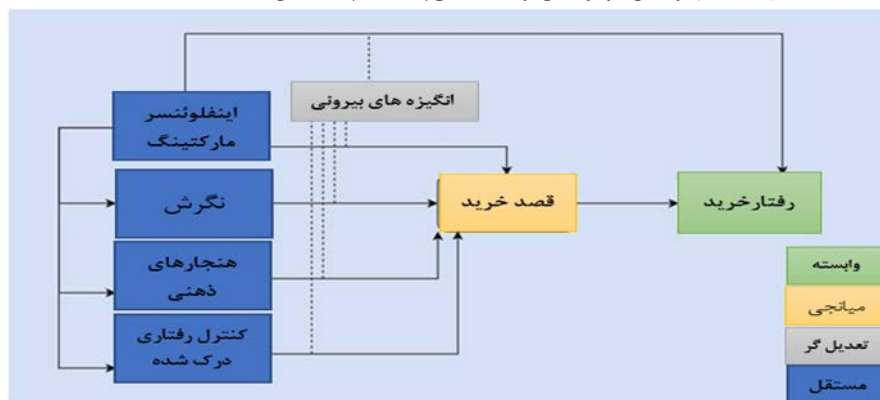 انگیزه های بیرونی
اینفلوئنسر
مارکتینگ
نگرش
قصد خرید
رفتارخرید
هنجارهای
ذهنی
کنترل رفتاری
درک شده
وابسته
میانجی
تعدیل گر
مستقل